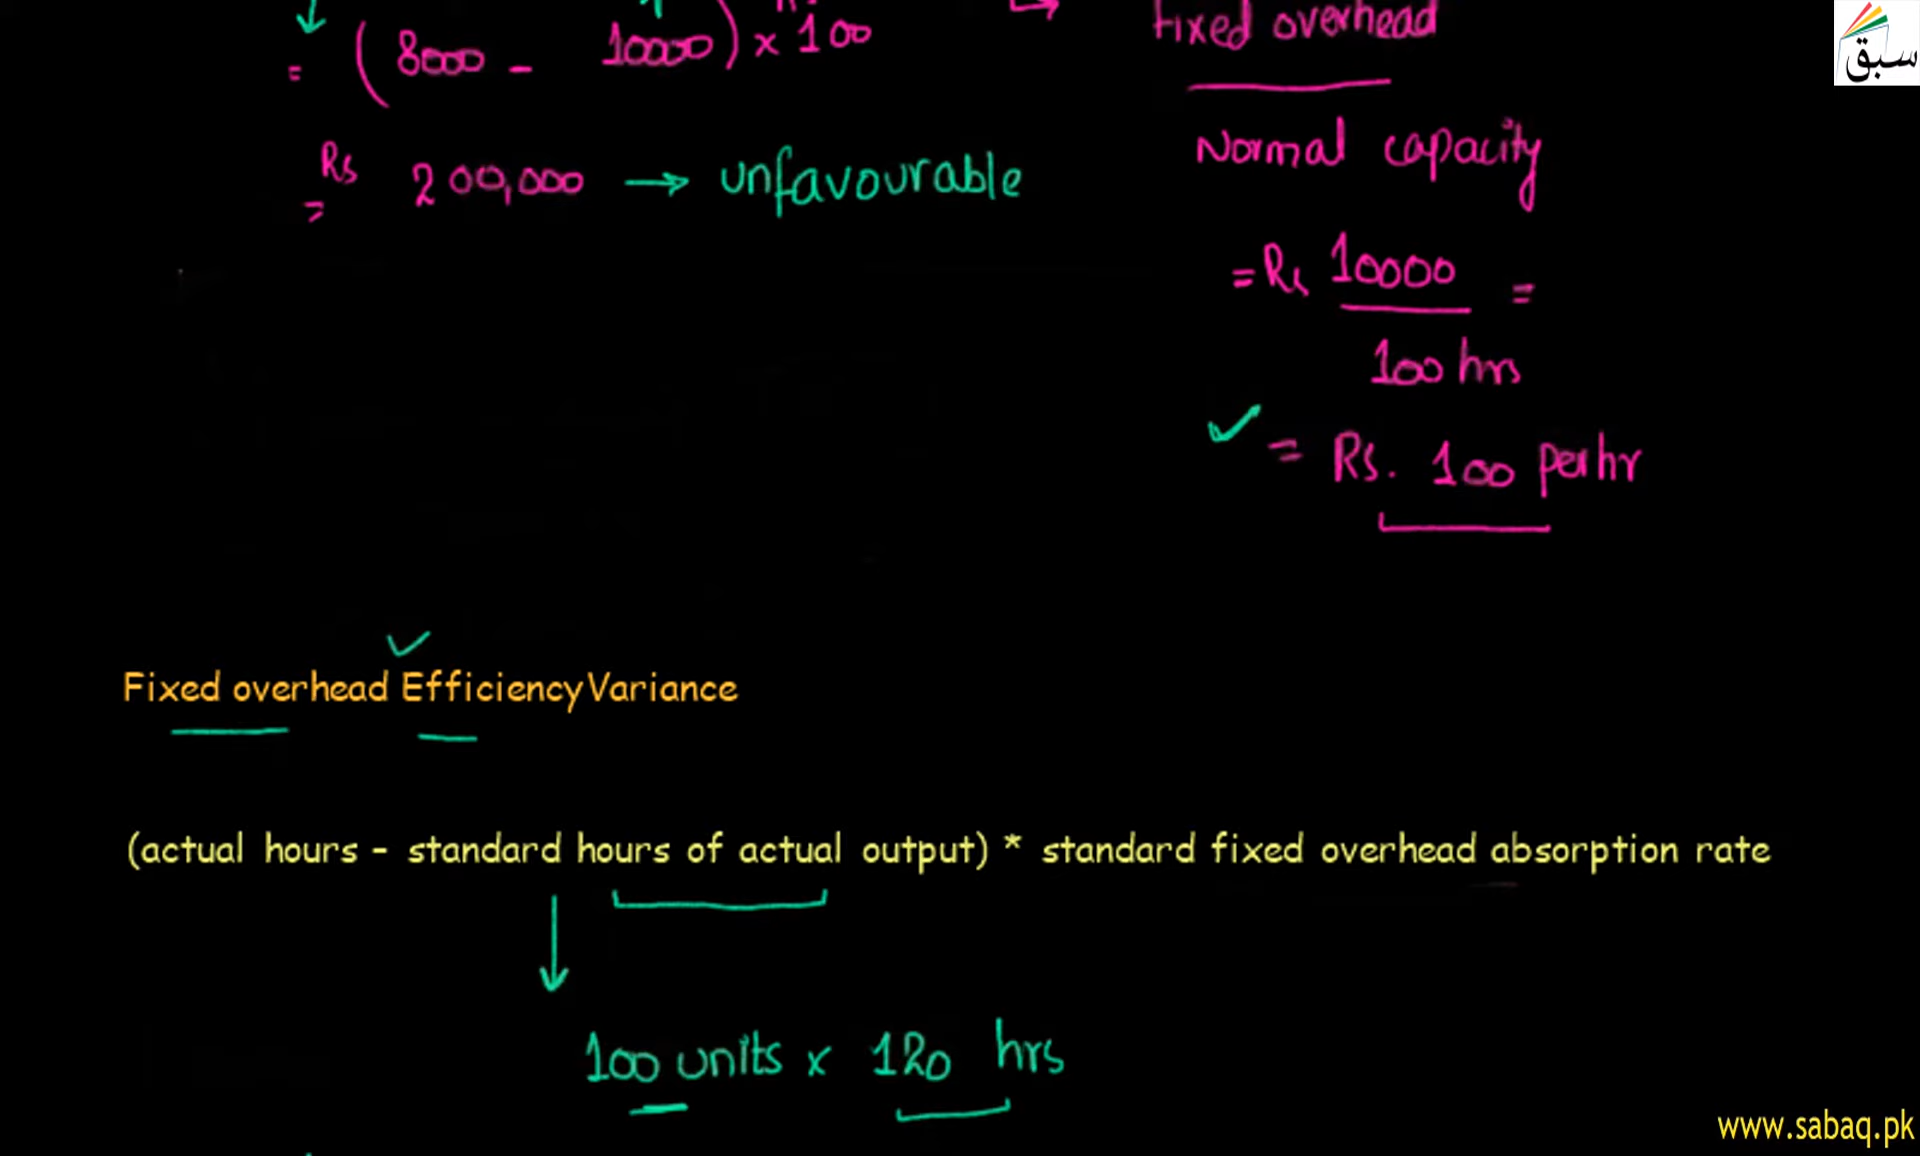 = (8000 - 10000) x 100
= Rs 200,000 → unfavourable
Fixed overhead
Normal capacity
= Rs 10000 =
100 hrs
✓ = Rs. 100 per hr
سبق
✓
Fixed overhead Efficiency Variance
(actual hours - standard hours of actual output) * standard fixed overhead absorption rate
100 units x 120 hrs
www.sabaq.pk